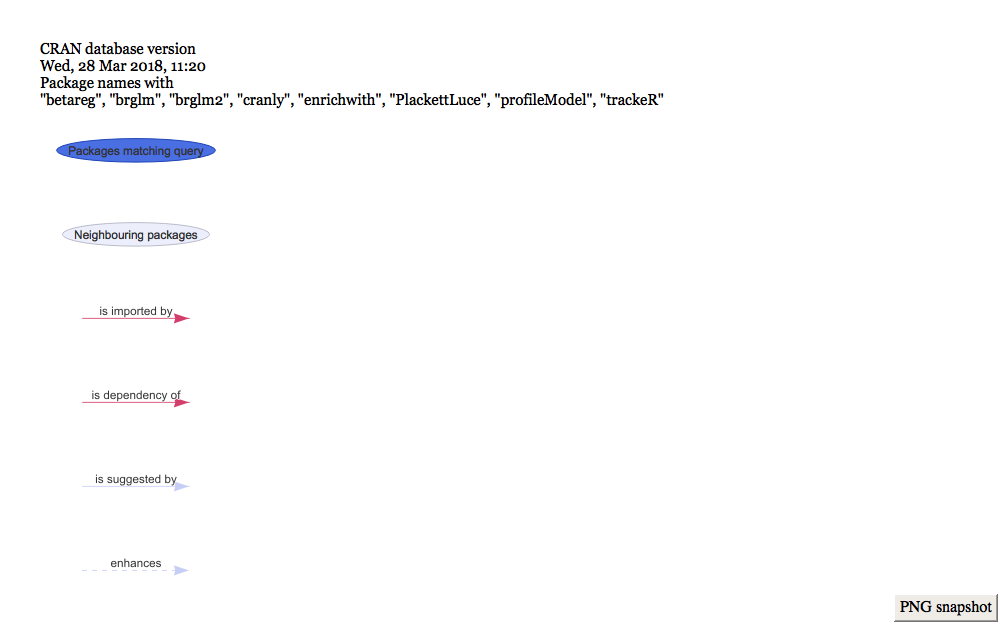 CRAN database version
Wed, 28 Mar 2018, 11:20
Package names with
"betareg", "brglm", "brglm2", "cranly", "enrichwith", "PlackettLuce", "profileModel", "trackeR"
Packages matching query
Neighbouring packages
is imported by
is dependency of
is suggested by
enhances
PNG snapshot